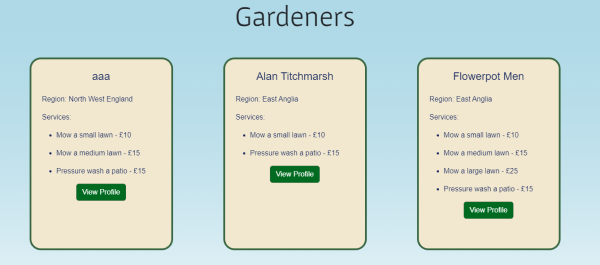 Gardeners
aaa
Region: North West England
Services:
Mow a small lawn - £10
Mow a medium lawn - £15
Pressure wash a patio - £15
View Profile
Alan Titchmarsh
Region: East Anglia
Services:
Mow a small lawn - £10
Pressure wash a patio - £15
View Profile
Flowerpot Men
Region: East Anglia
Services:
Mow a small lawn - £10
Mow a medium lawn - £15
Mow a large lawn - £25
Pressure wash a patio - £15
View Profile